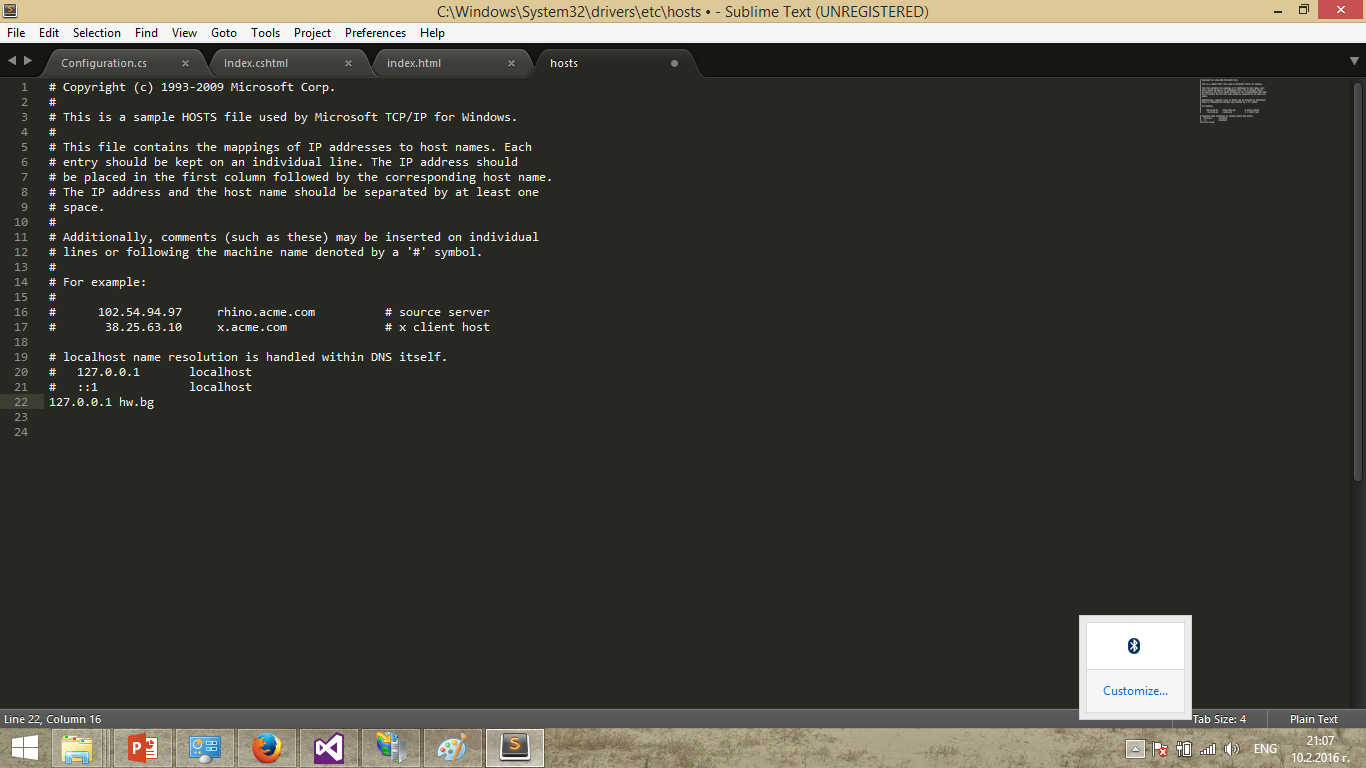 C:\Windows\System32\drivers\etc\hosts • - Sublime Text (UNREGISTERED)
File Edit Selection Find View Goto Tools Project Preferences Help
Configuration.cs Index.cshtml index.html hosts
1 # Copyright (c) 1993-2009 Microsoft Corp.
2 #
3 # This is a sample HOSTS file used by Microsoft TCP/IP for Windows.
4 #
5 # This file contains the mappings of IP addresses to host names. Each
6 # entry should be kept on an individual line. The IP address should
7 # be placed in the first column followed by the corresponding host name.
8 # The IP address and the host name should be separated by at least one
9 # space.
10 #
11 # Additionally, comments (such as these) may be inserted on individual
12 # lines or following the machine name denoted by a '#' symbol.
13 #
14 # For example:
15 #
16 #      102.54.94.97     rhino.acme.com          # source server
17 #       38.25.63.10     x.acme.com              # x client host
18
19 # localhost name resolution is handled within DNS itself.
20 #   127.0.0.1       localhost
21 #   ::1             localhost
22 127.0.0.1 hw.bg
23
24
Customize...
Line 22, Column 16 Tab Size: 4 Plain Text
ENG 21:07
10.2.2016 г.